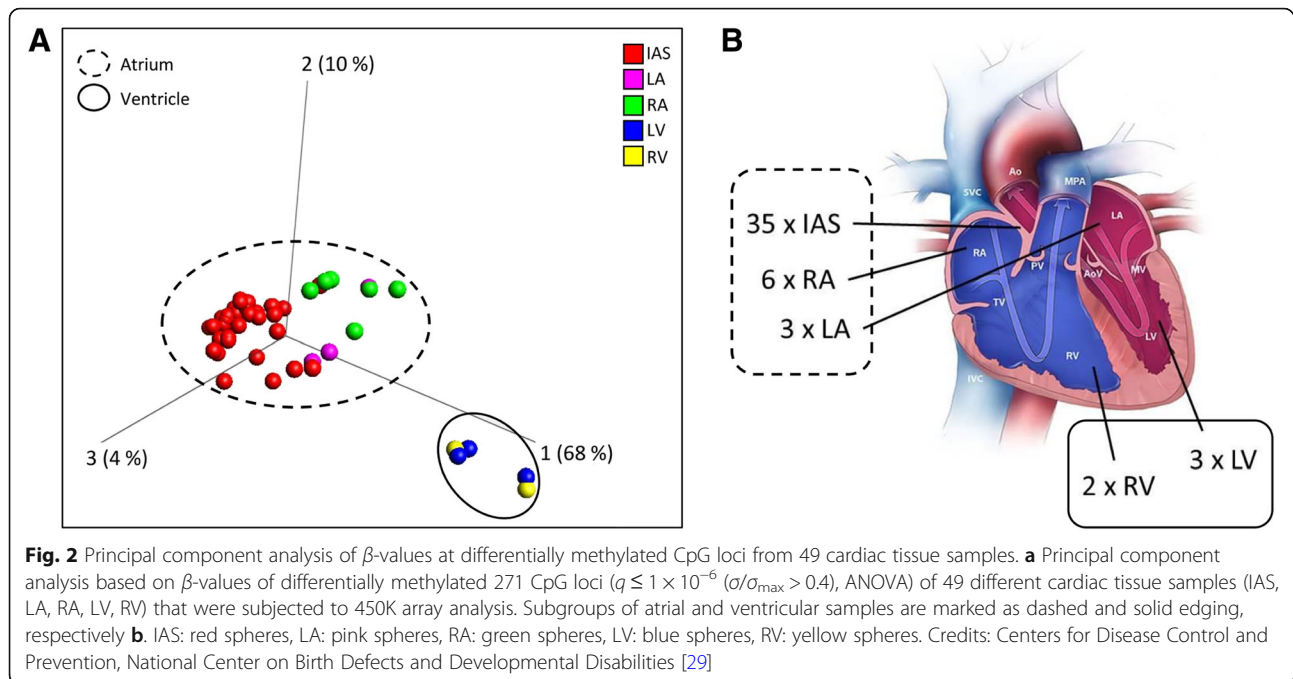 A
Atrium
Ventricle
2 (10 %)
IAS
LA
RA
LV
RV
3 (4 %)
1 (68 %)
B
35 x IAS
6 x RA
3 x LA
SVC
Ao
MPA
LA
RA
PV
AoV
MV
TV
LV
RV
IVC
3 x LV
2 x RV
Fig. 2 Principal component analysis of β-values at differentially methylated CpG loci from 49 cardiac tissue samples. a Principal component
analysis based on β-values of differentially methylated 271 CpG loci (q ≤ 1 × 10⁻⁶ (σ/σmax > 0.4), ANOVA) of 49 different cardiac tissue samples (IAS,
LA, RA, LV, RV) that were subjected to 450K array analysis. Subgroups of atrial and ventricular samples are marked as dashed and solid edging,
respectively b. IAS: red spheres, LA: pink spheres, RA: green spheres, LV: blue spheres, RV: yellow spheres. Credits: Centers for Disease Control and
Prevention, National Center on Birth Defects and Developmental Disabilities [29]